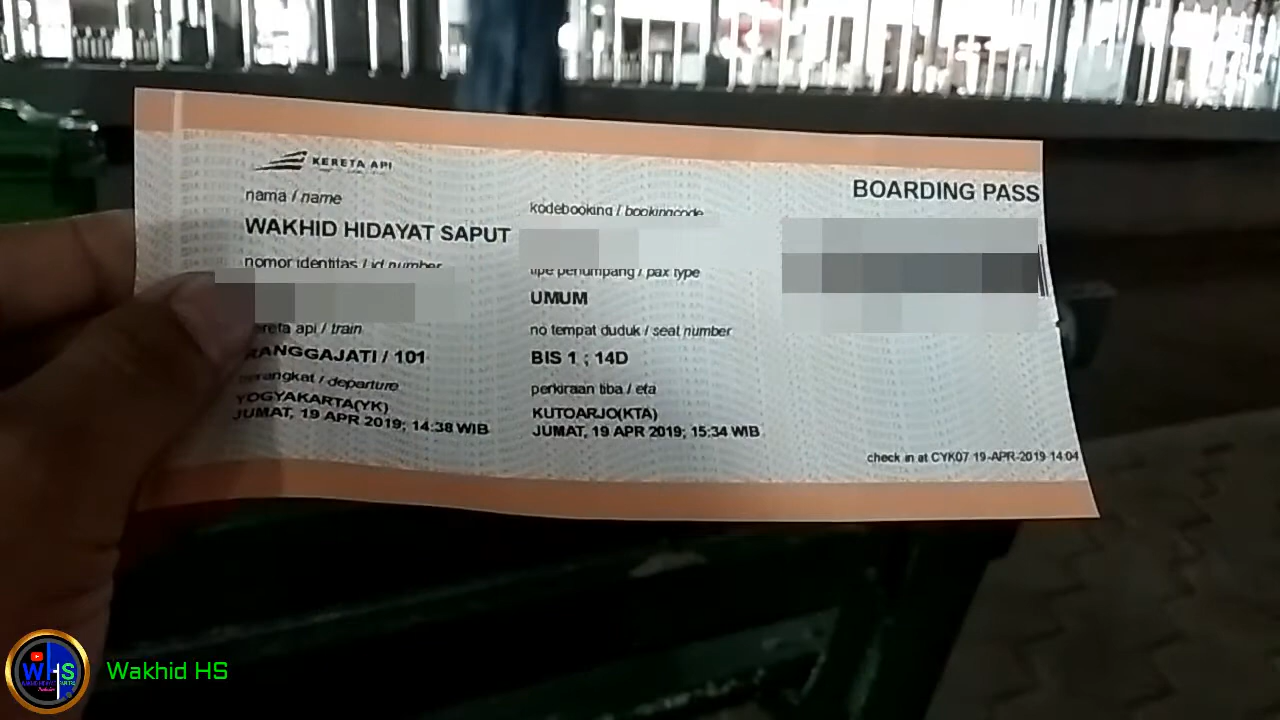 KERETA API
BOARDING PASS
nama / name
WAKHID HIDAYAT SAPUT
kodebooking / bookingcode
nomor identitas / id number
tipe penumpang / pax type
UMUM
kereta api / train
RANGGAJATI / 101
no tempat duduk / seat number
BIS 1 ; 14D
berangkat / departure
YOGYAKARTA(YK)
JUMAT, 19 APR 2019; 14:38 WIB
perkiraan tiba / eta
KUTOARJO(KTA)
JUMAT, 19 APR 2019; 15:34 WIB
check in at CYK07 19-APR-2019 14:04
WHS
Wakhid HS